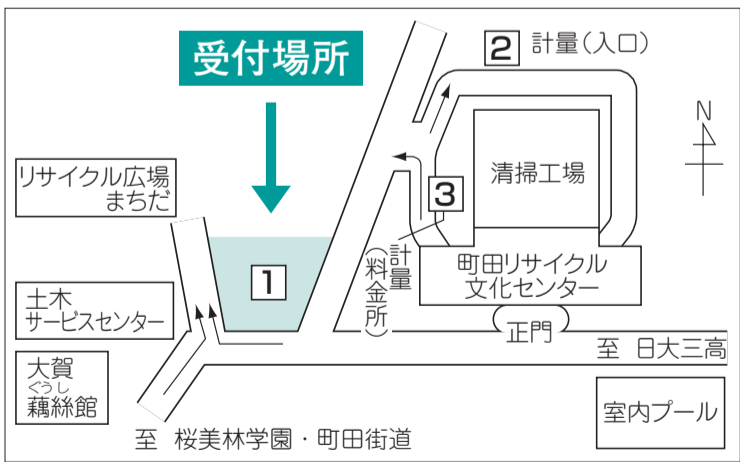 受付場所
2 計量(入口)
N
リサイクル広場
まちだ
清掃工場
3
計量
(料金所)
1
町田リサイクル
文化センター
土木
サービスセンター
正門
至 日大三高
大賀
ぐうし
藕絲館
室内プール
至 桜美林学園・町田街道